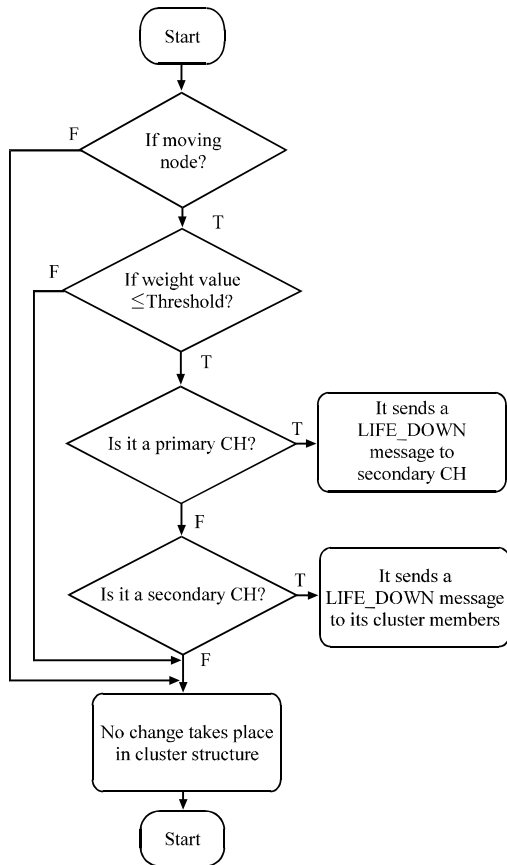 Start
F
If moving
node?
T
F
If weight value
≤Threshold?
T
Is it a primary CH?
T
It sends a
LIFE_DOWN
message to
secondary CH
F
Is it a secondary CH?
T
It sends a
LIFE_DOWN message
to its cluster members
F
No change takes place
in cluster structure
Start